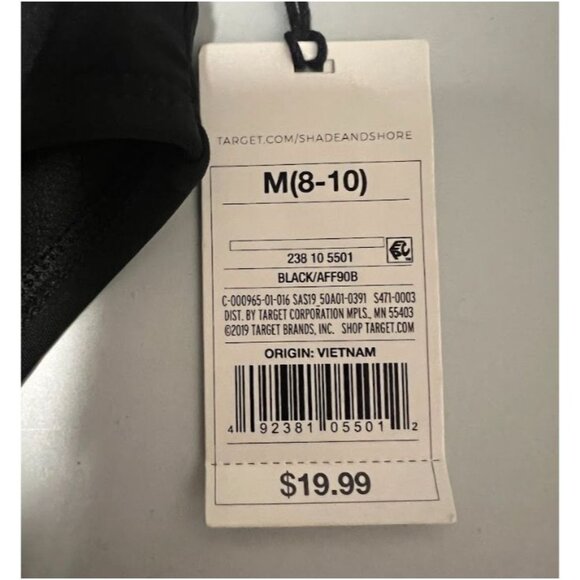 TARGET.COM/SHADEANDSHORE
M(8-10)
238 10 5501
BLACK/AFF90B
C-000965-01-016 SAS19_50A01-0391 S471-0003
DIST. BY TARGET CORPORATION MPLS., MN 55403
©2019 TARGET BRANDS, INC. SHOP TARGET.COM
ORIGIN: VIETNAM
4 92381 05501 2
$19.99